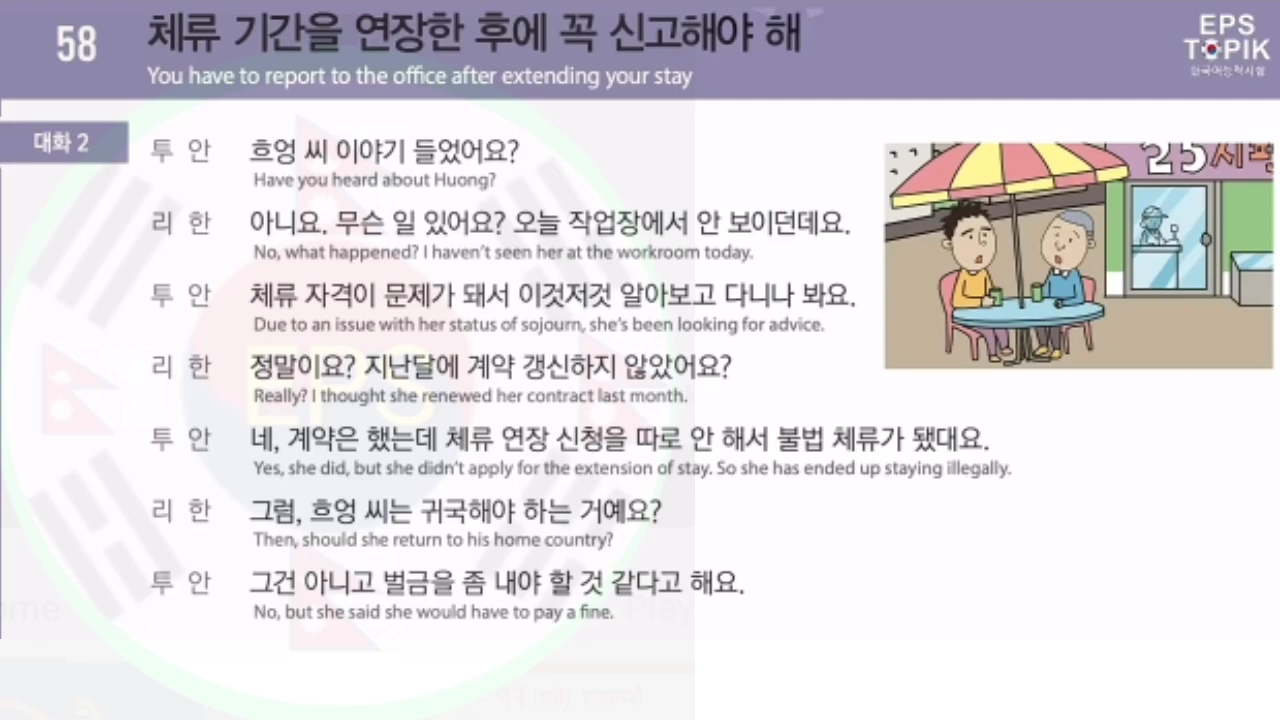 58
체류 기간을 연장한 후에 꼭 신고해야 해
You have to report to the office after extending your stay
EPS
TOPIK
한국어능력시험
대화 2
투 안 흐엉 씨 이야기 들었어요?
Have you heard about Huong?
리 한 아니요. 무슨 일 있어요? 오늘 작업장에서 안 보이던데요.
No, what happened? I haven't seen her at the workroom today.
투 안 체류 자격이 문제가 돼서 이것저것 알아보고 다니나 봐요.
Due to an issue with her status of sojourn, she's been looking for advice.
리 한 정말이요? 지난달에 계약 갱신하지 않았어요?
Really? I thought she renewed her contract last month.
투 안 네, 계약은 했는데 체류 연장 신청을 따로 안 해서 불법 체류가 됐대요.
Yes, she did, but she didn't apply for the extension of stay. So she has ended up staying illegally.
리 한 그럼, 흐엉 씨는 귀국해야 하는 거예요?
Then, should she return to his home country?
투 안 그건 아니고 벌금을 좀 내야 할 것 같다고 해요.
No, but she said she would have to pay a fine.
25
EPS
Play